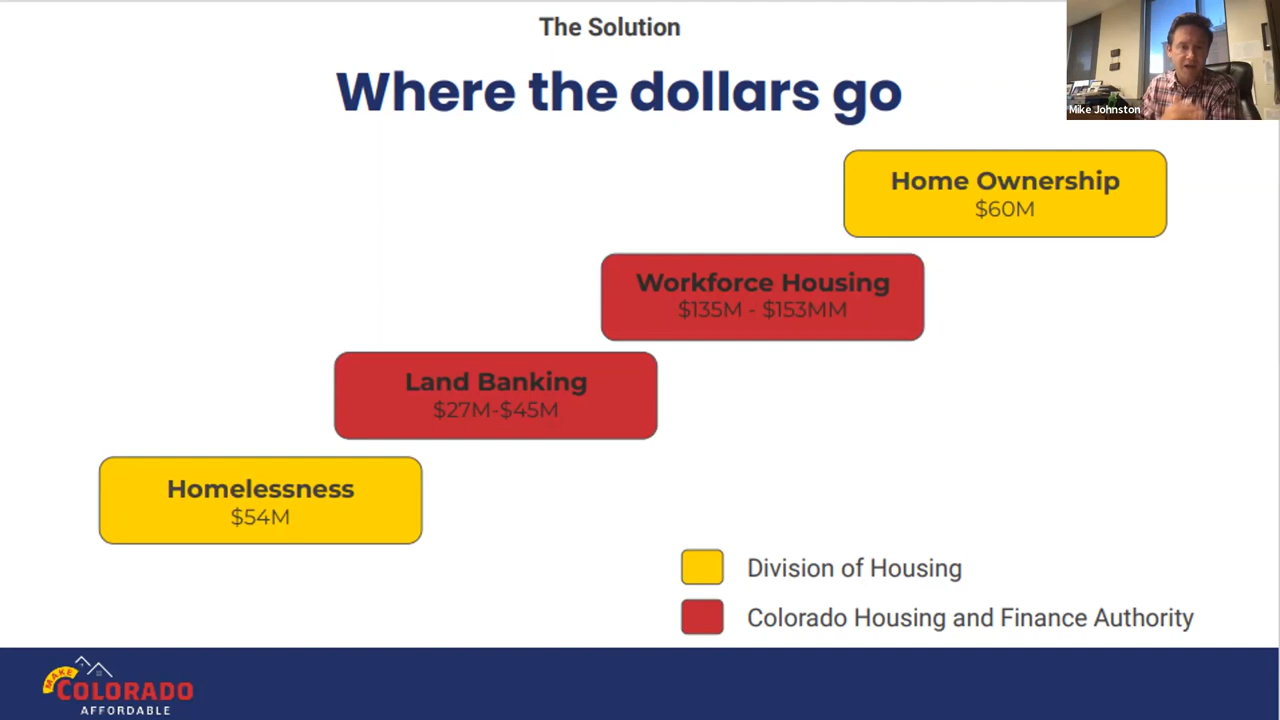 The Solution
Where the dollars go
Mike Johnston
Home Ownership
$60M
Workforce Housing
$135M - $153MM
Land Banking
$27M-$45M
Homelessness
$54M
Division of Housing
Colorado Housing and Finance Authority
MAKE
COLORADO
AFFORDABLE